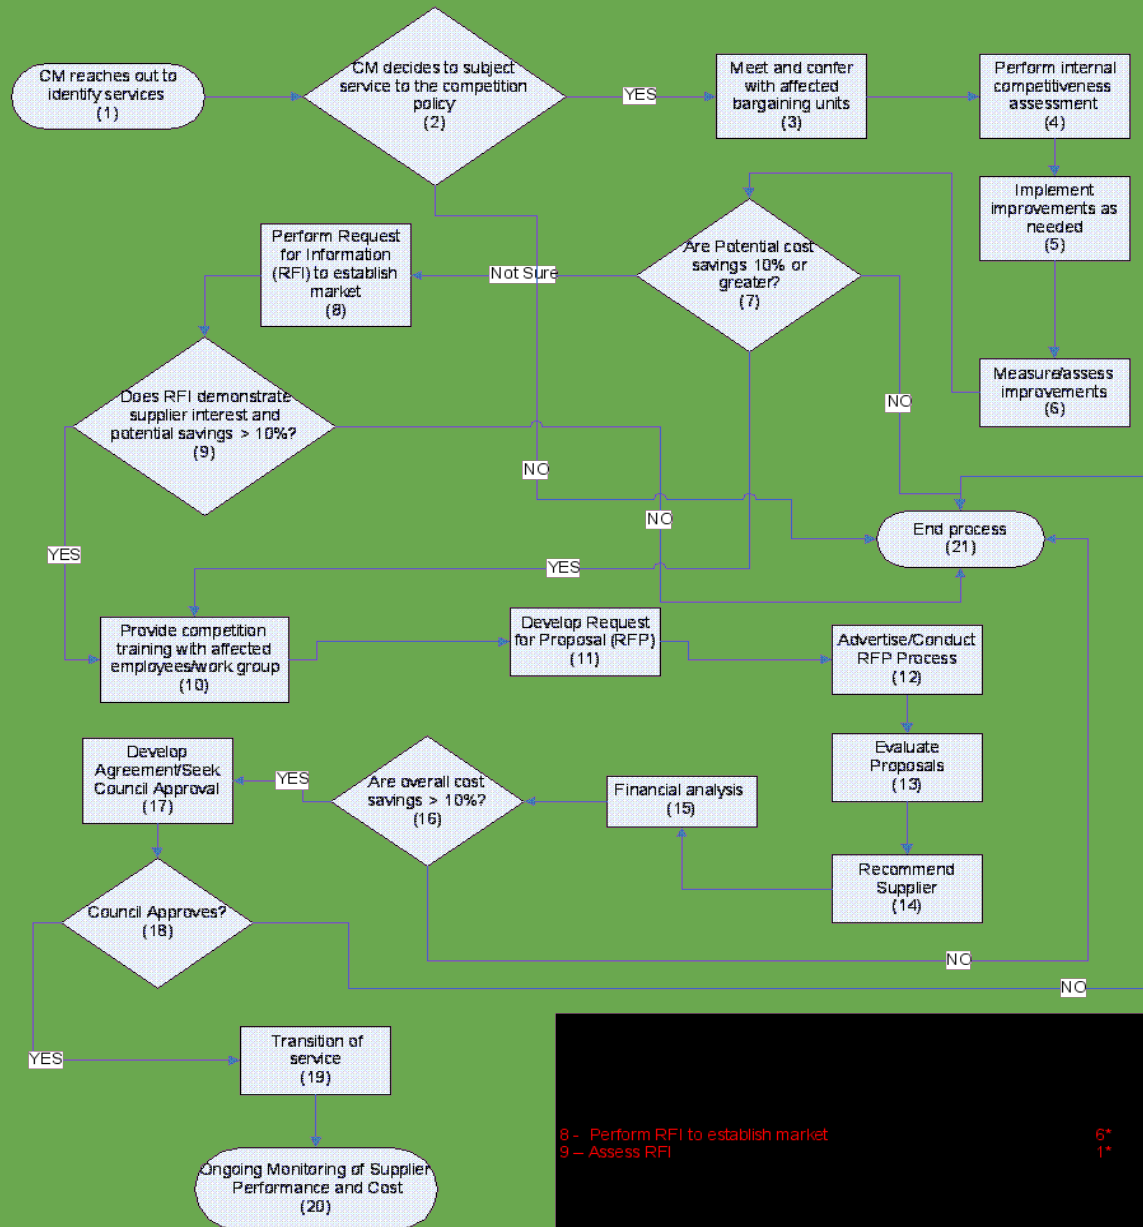 CM reaches out to
identify services
(1)
CM decides to subject
service to the competition
policy
(2)
YES
Meet and confer
with affected
bargaining units
(3)
Perform internal
competitiveness
assessment
(4)
Implement
improvements as
needed
(5)
Measure/assess
improvements
(6)
Are Potential cost
savings 10% or
greater?
(7)
Not Sure
NO
Perform Request
for Information
(RFI) to establish
market
(8)
Does RFI demonstrate
supplier interest and
potential savings > 10%?
(9)
NO
NO
YES
YES
End process
(21)
Provide competition
training with affected
employees/work group
(10)
Develop Request
for Proposal (RFP)
(11)
Advertise/Conduct
RFP Process
(12)
Evaluate
Proposals
(13)
Recommend
Supplier
(14)
Financial analysis
(15)
Are overall cost
savings > 10%?
(16)
YES
NO
Develop
Agreement/Seek
Council Approval
(17)
Council Approves?
(18)
NO
YES
Transition of
service
(19)
Ongoing Monitoring of Supplier
Performance and Cost
(20)
8 - Perform RFI to establish market 6*
9 – Assess RFI 1*